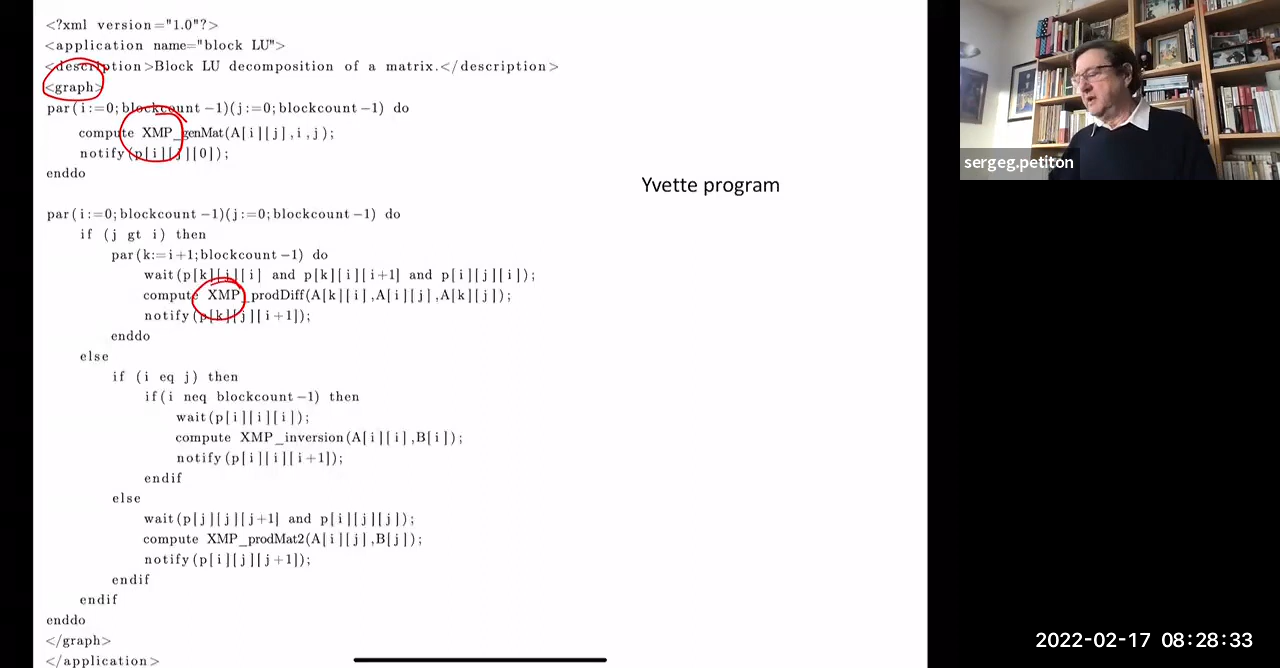 <?xml version="1.0"?>
<application name="block LU">
<description>Block LU decomposition of a matrix.</description>
<graph>
par(i:=0;blockcount-1)(j:=0;blockcount-1) do
compute XMP_genMat(A[i][j],i,j);
notify(p[i][j][0]);
enddo
Yvette program
par(i:=0;blockcount-1)(j:=0;blockcount-1) do
if (j gt i) then
par(k:=i+1;blockcount-1) do
wait(p[k][j][i] and p[k][i][i+1] and p[i][j][i]);
compute XMP_prodDiff(A[k][i],A[i][j],A[k][j]);
notify(p[k][j][i+1]);
enddo
else
if (i eq j) then
if(i neq blockcount-1) then
wait(p[i][i][i]);
compute XMP_inversion(A[i][i],B[i]);
notify(p[i][i][i+1]);
endif
else
wait(p[j][j][j+1] and p[i][j][j]);
compute XMP_prodMat2(A[i][j],B[j]);
notify(p[i][j][j+1]);
endif
endif
enddo
</graph>
</application>
sergeg.petiton
2022-02-17 08:28:33